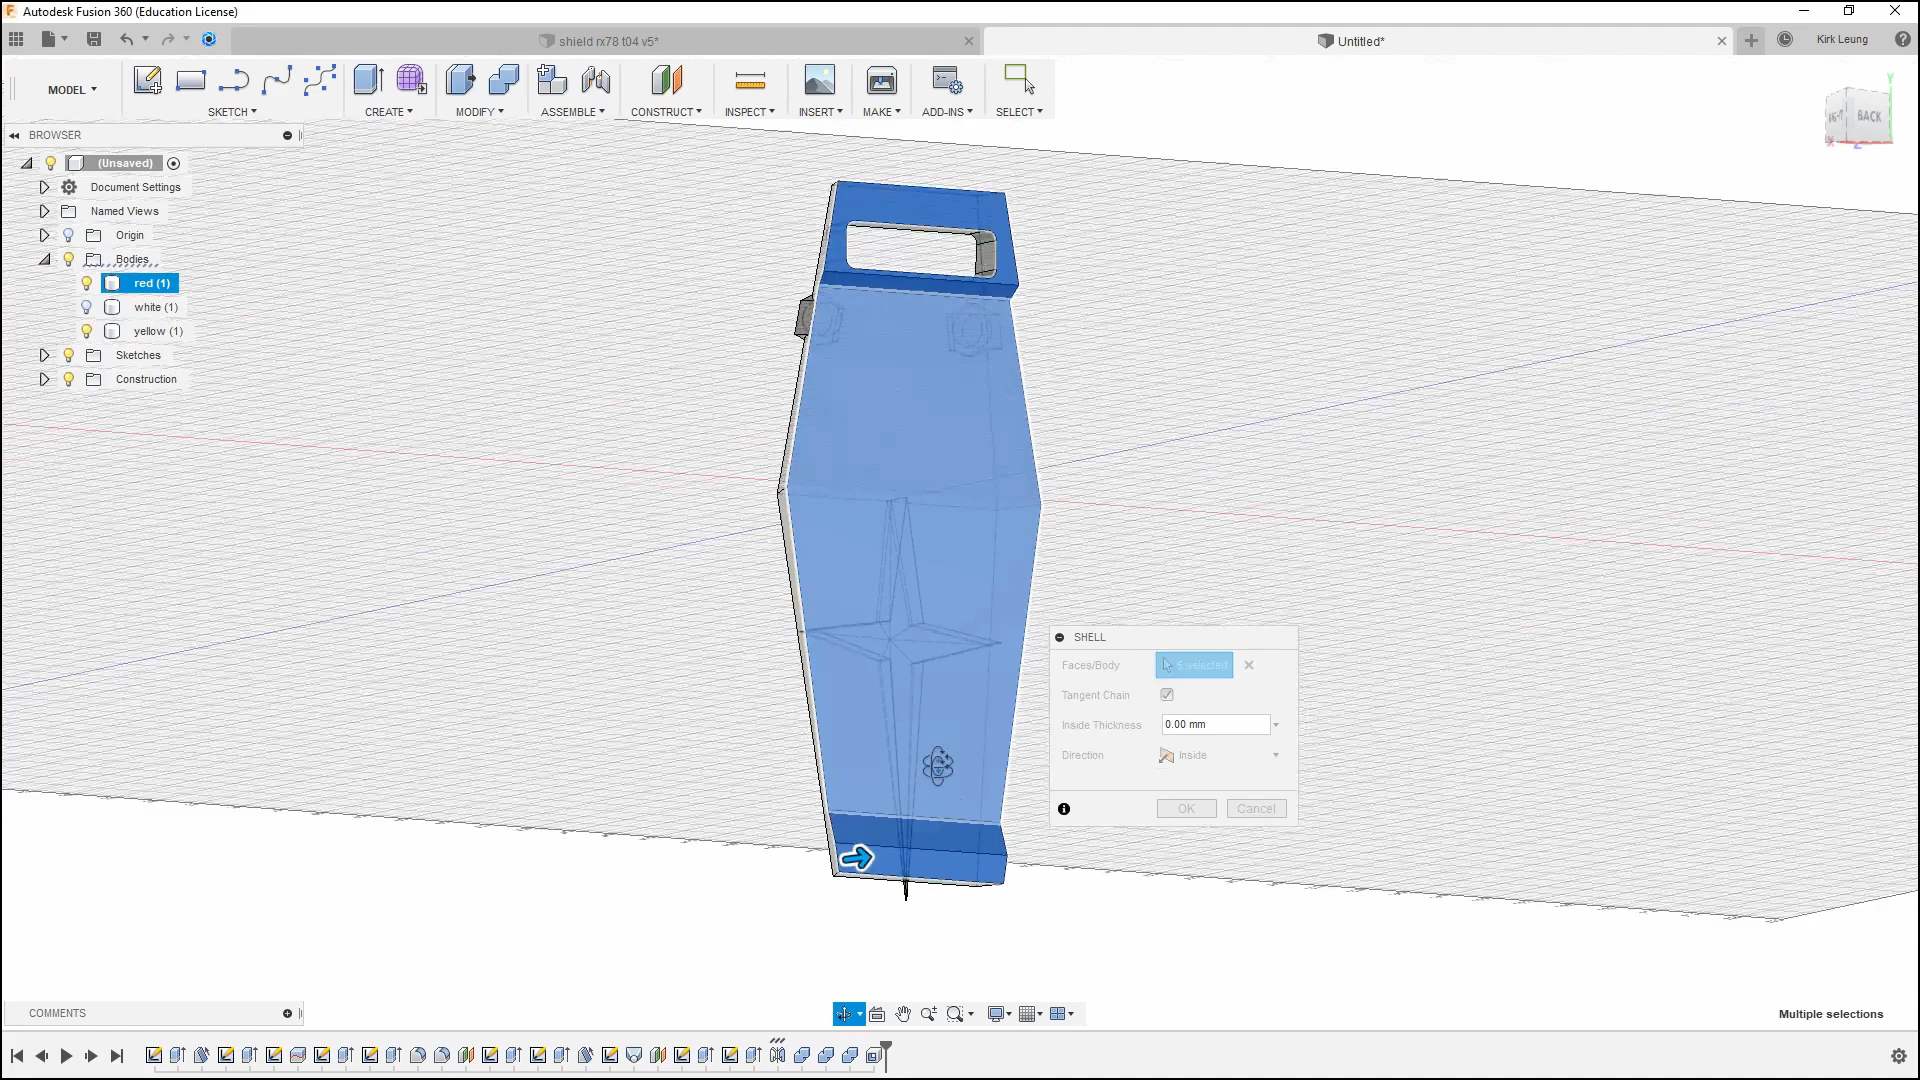 Autodesk Fusion 360 (Education License)
shield rx78 t04 v5*
Untitled*
Kirk Leung
MODEL
SKETCH
CREATE
MODIFY
ASSEMBLE
CONSTRUCT
INSPECT
INSERT
MAKE
ADD-INS
SELECT
BROWSER
(Unsaved)
Document Settings
Named Views
Origin
Bodies
red (1)
white (1)
yellow (1)
Sketches
Construction
BACK
Y
X
Z
SHELL
Faces/Body
5 selected
Tangent Chain
Inside Thickness
0.00 mm
Direction
Inside
OK
Cancel
COMMENTS
Multiple selections